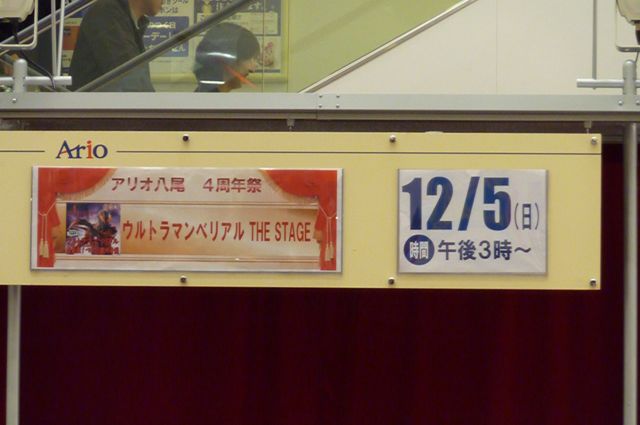 Ario
アリオ八尾 4周年祭
ウルトラマンベリアル THE STAGE
12/5(日)
時間 午後3時〜